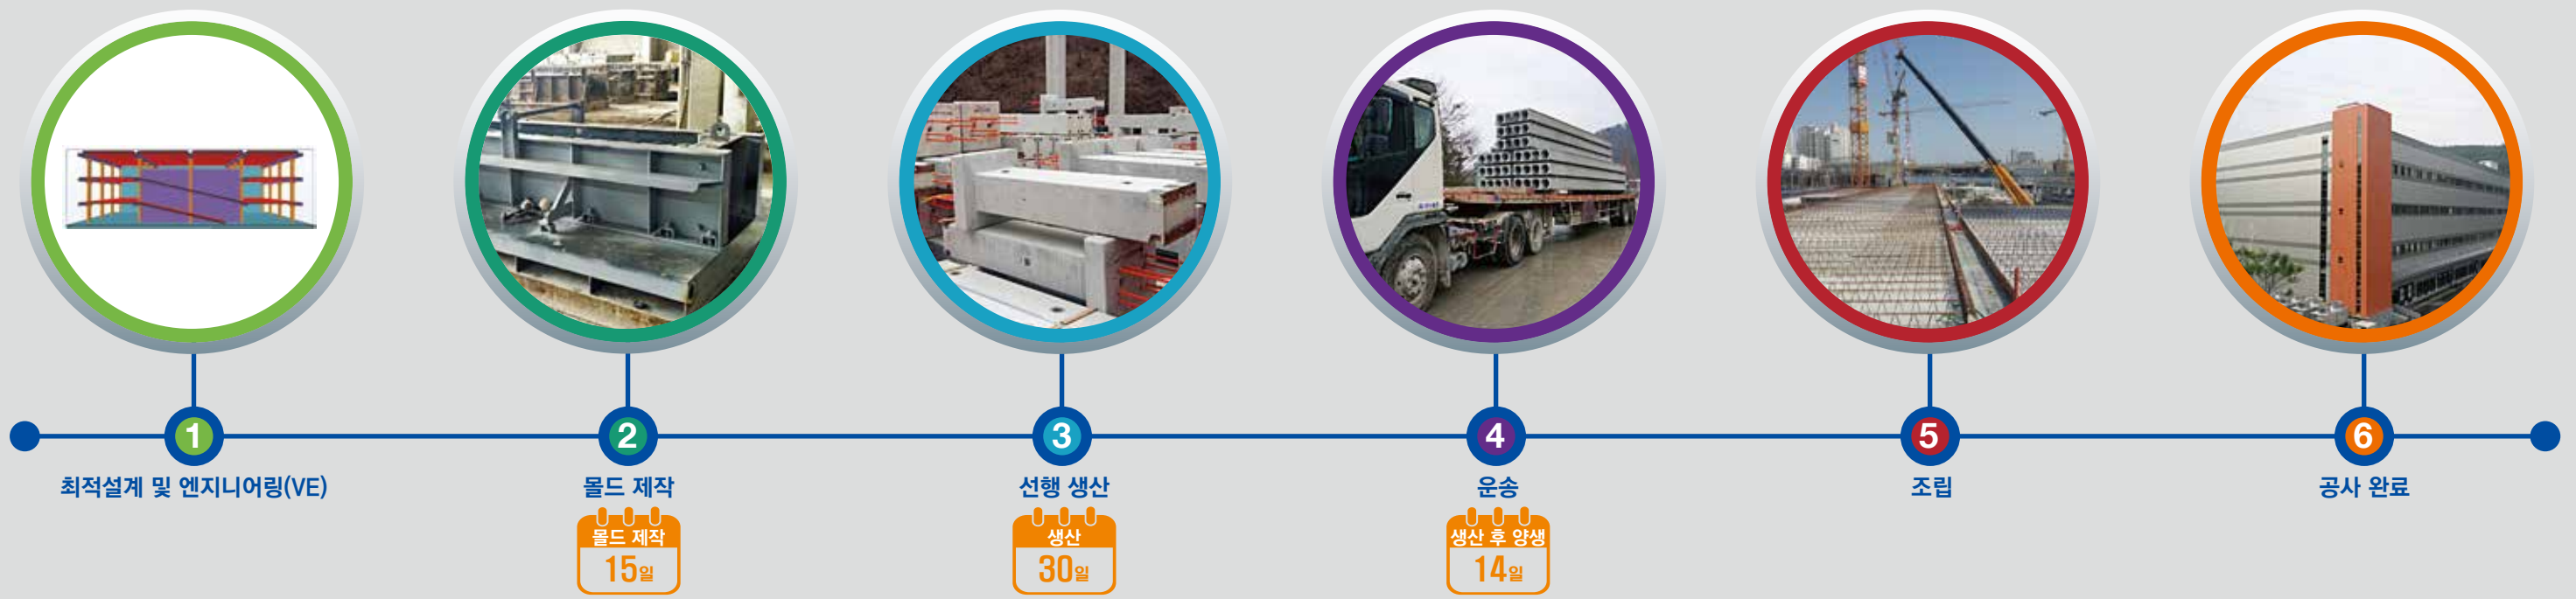 1
2
3
4
5
6
최적설계 및 엔지니어링(VE)
몰드 제작
선행 생산
운송
조립
공사 완료
몰드 제작
15일
생산
30일
생산 후 양생
14일